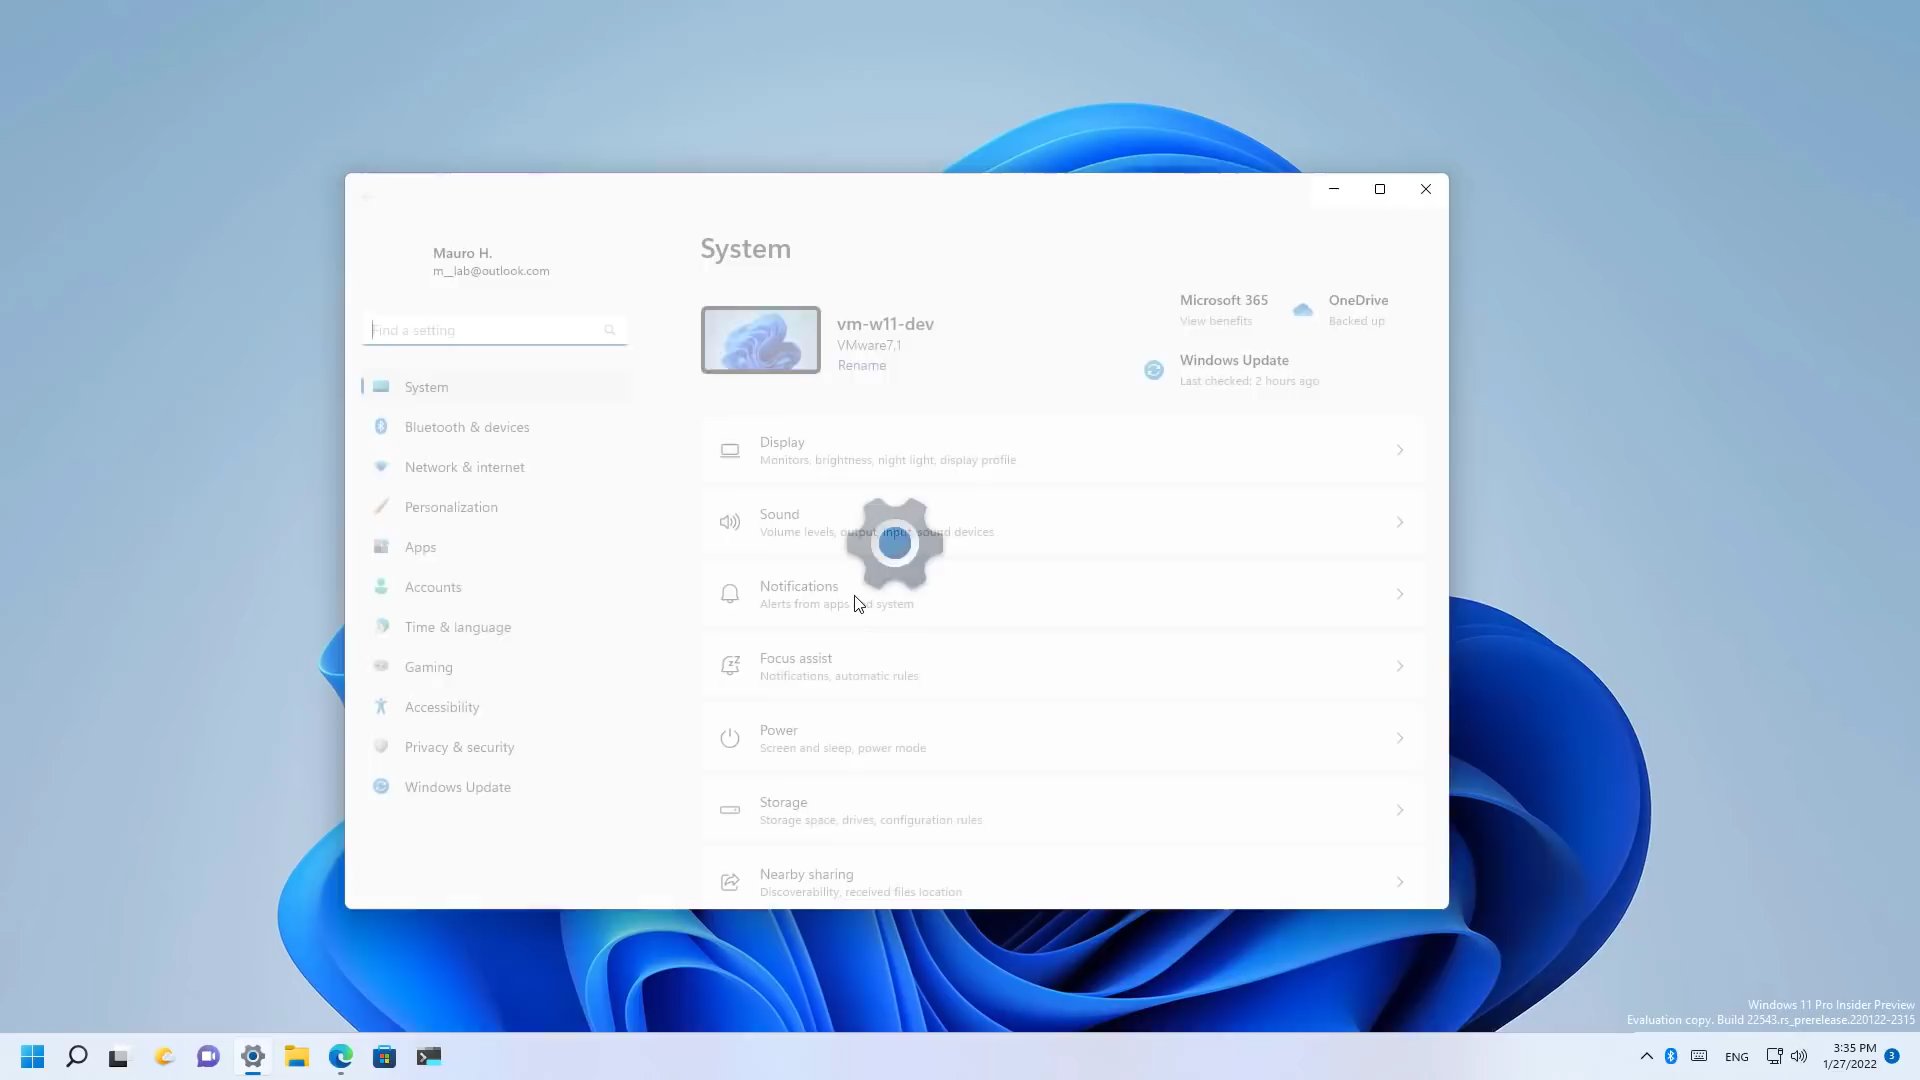 Mauro H.
m__lab@outlook.com
Find a setting
System
Bluetooth & devices
Network & internet
Personalization
Apps
Accounts
Time & language
Gaming
Accessibility
Privacy & security
Windows Update
System
vm-w11-dev
VMware7,1
Rename
Microsoft 365
View benefits
OneDrive
Backed up
Windows Update
Last checked: 2 hours ago
Display
Monitors, brightness, night light, display profile
Sound
Volume levels, output, input, sound devices
Notifications
Alerts from apps and system
Focus assist
Notifications, automatic rules
Power
Screen and sleep, power mode
Storage
Storage space, drives, configuration rules
Nearby sharing
Discoverability, received files location
Windows 11 Pro Insider Preview
Evaluation copy. Build 22543.rs_prerelease.220122-2315
ENG
3:35 PM
1/27/2022
3